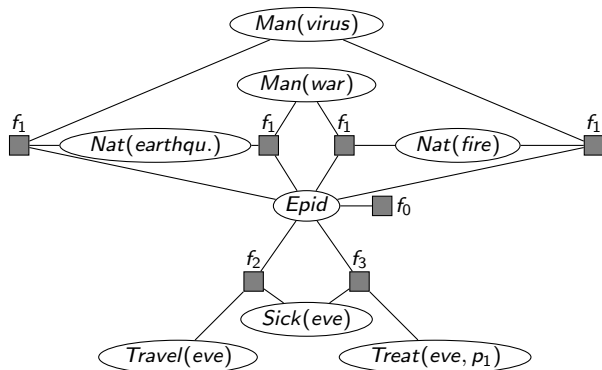 Man(virus)
Man(war)
f1 Nat(earthqu.) f1 f1 Nat(fire) f1
Epid f0
f2 f3
Sick(eve)
Travel(eve) Treat(eve, p1)